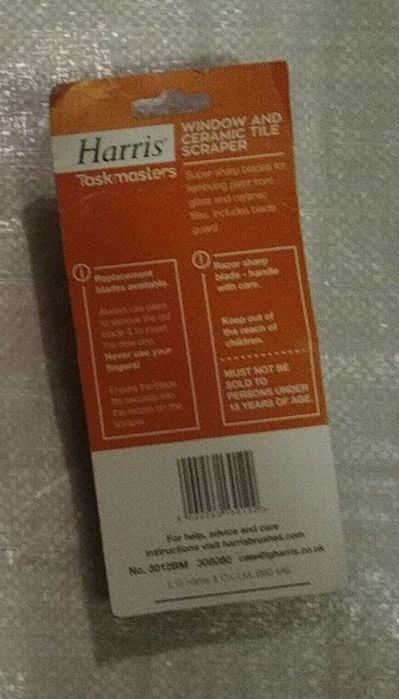 Harris
Taskmasters
WINDOW AND
CERAMIC TILE
SCRAPER
Super sharp blades for
removing paint from
glass and ceramic
tiles. Includes blade
guard.
Replacement
blades available.
Always use pliers
to remove the old
blade & to insert
the new one.
Never use your
fingers!
Ensure the blade
fits securely into
the recess on the
scraper.
Razor sharp
blade - handle
with care.
Keep out of
the reach of
children.
MUST NOT BE
SOLD TO
PERSONS UNDER
18 YEARS OF AGE.
For help, advice and care
instructions visit harrisbrushes.com
No. 3012BM
L G Harris & Co. Ltd.